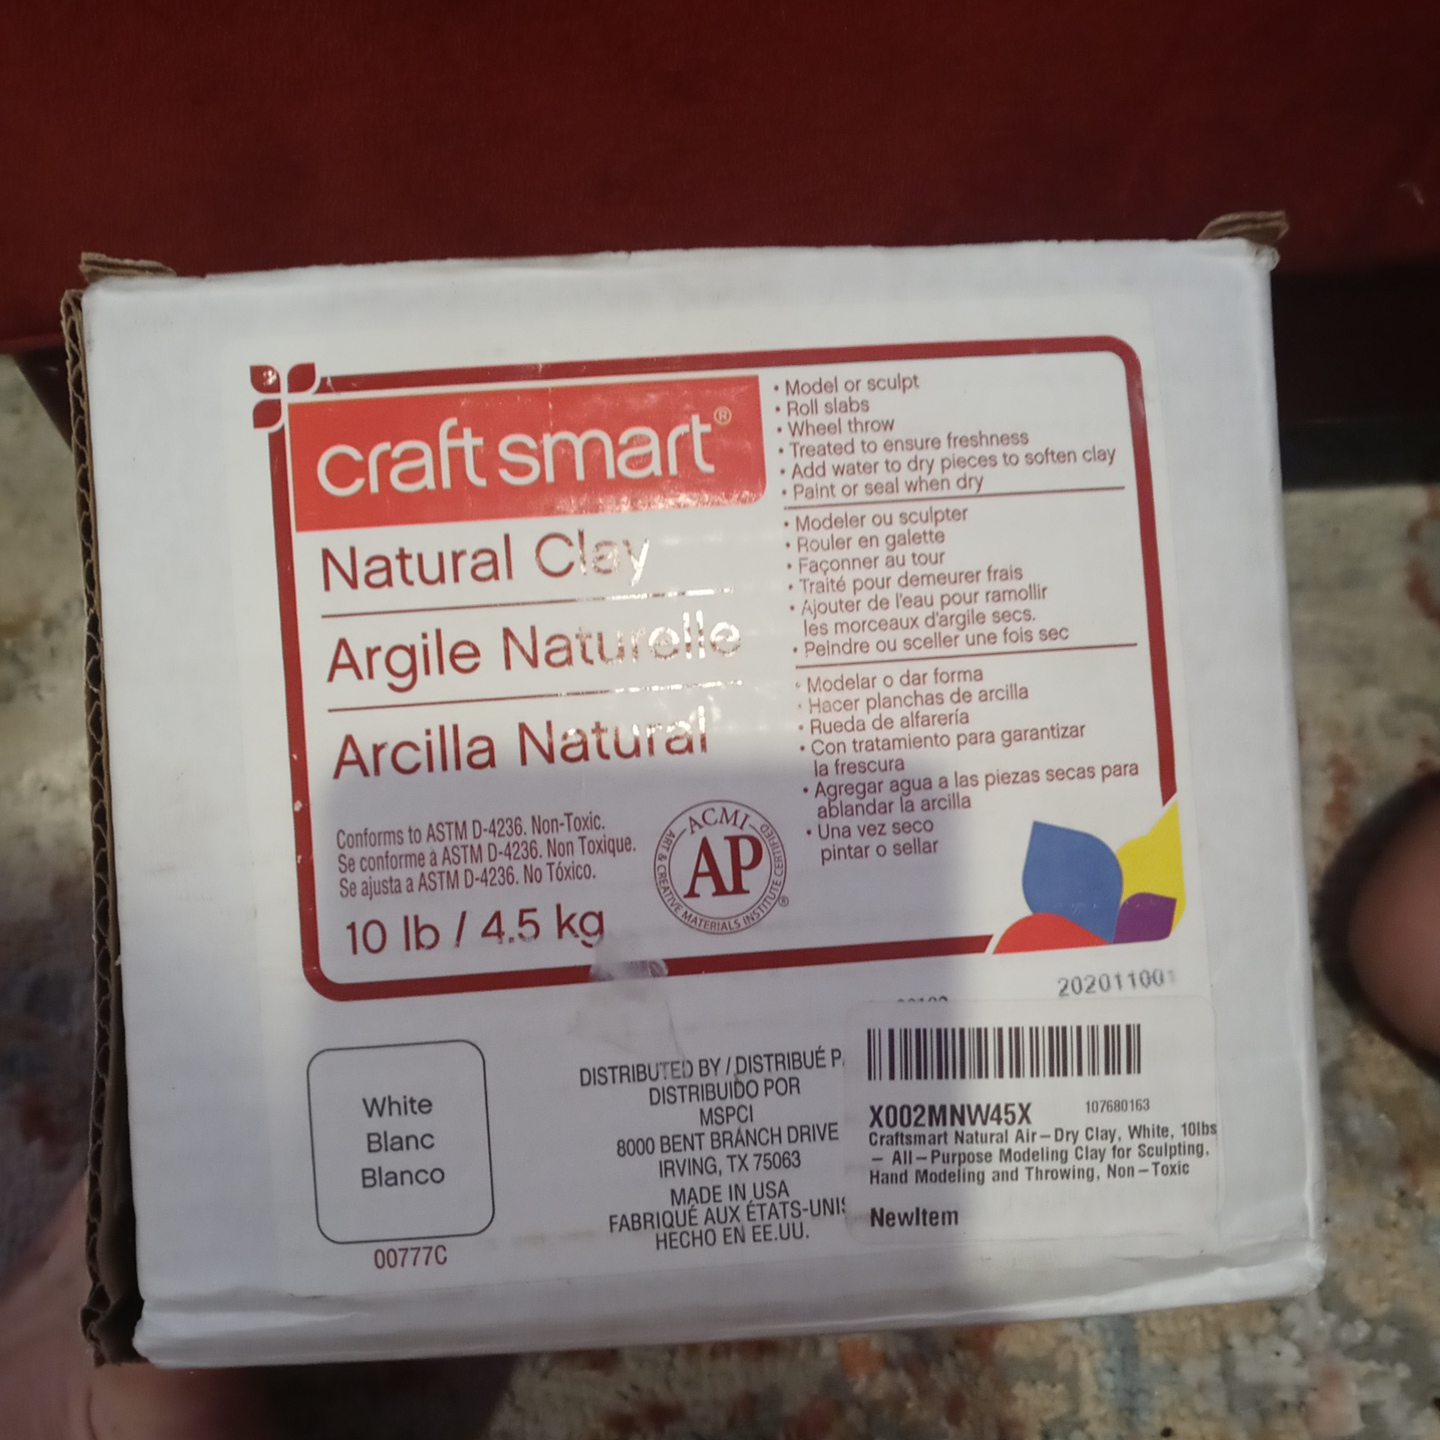 craft smart®
Natural Clay
Argile Naturelle
Arcilla Natural
Conforms to ASTM D-4236. Non-Toxic.
Se conforme à ASTM D-4236. Non Toxique.
Se ajusta a ASTM D-4236. No Tóxico.
10 lb / 4.5 kg
ACMI
AP
ART & CREATIVE MATERIALS INSTITUTE CERTIFIED
®
• Model or sculpt
• Roll slabs
• Wheel throw
• Treated to ensure freshness
• Add water to dry pieces to soften clay
• Paint or seal when dry
• Modeler ou sculpter
• Rouler en galette
• Façonner au tour
• Traité pour demeurer frais
• Ajouter de l'eau pour ramollir
les morceaux d'argile secs.
• Peindre ou sceller une fois sec
• Modelar o dar forma
• Hacer planchas de arcilla
• Rueda de alfarería
• Con tratamiento para garantizar
la frescura
• Agregar agua a las piezas secas para
ablandar la arcilla
• Una vez seco
pintar o sellar
20201100
White
Blanc
Blanco
00777C
DISTRIBUTED BY / DISTRIBUÉ P
DISTRIBUIDO POR
MSPCI
8000 BENT BRANCH DRIVE
IRVING, TX 75063
MADE IN USA
FABRIQUÉ AUX ÉTATS-UNIS
HECHO EN EE.UU.
X002MNW45X 107680163
Craftsmart Natural Air-Dry Clay, White, 10lbs
- All-Purpose Modeling Clay for Sculpting,
Hand Modeling and Throwing, Non-Toxic
NewItem